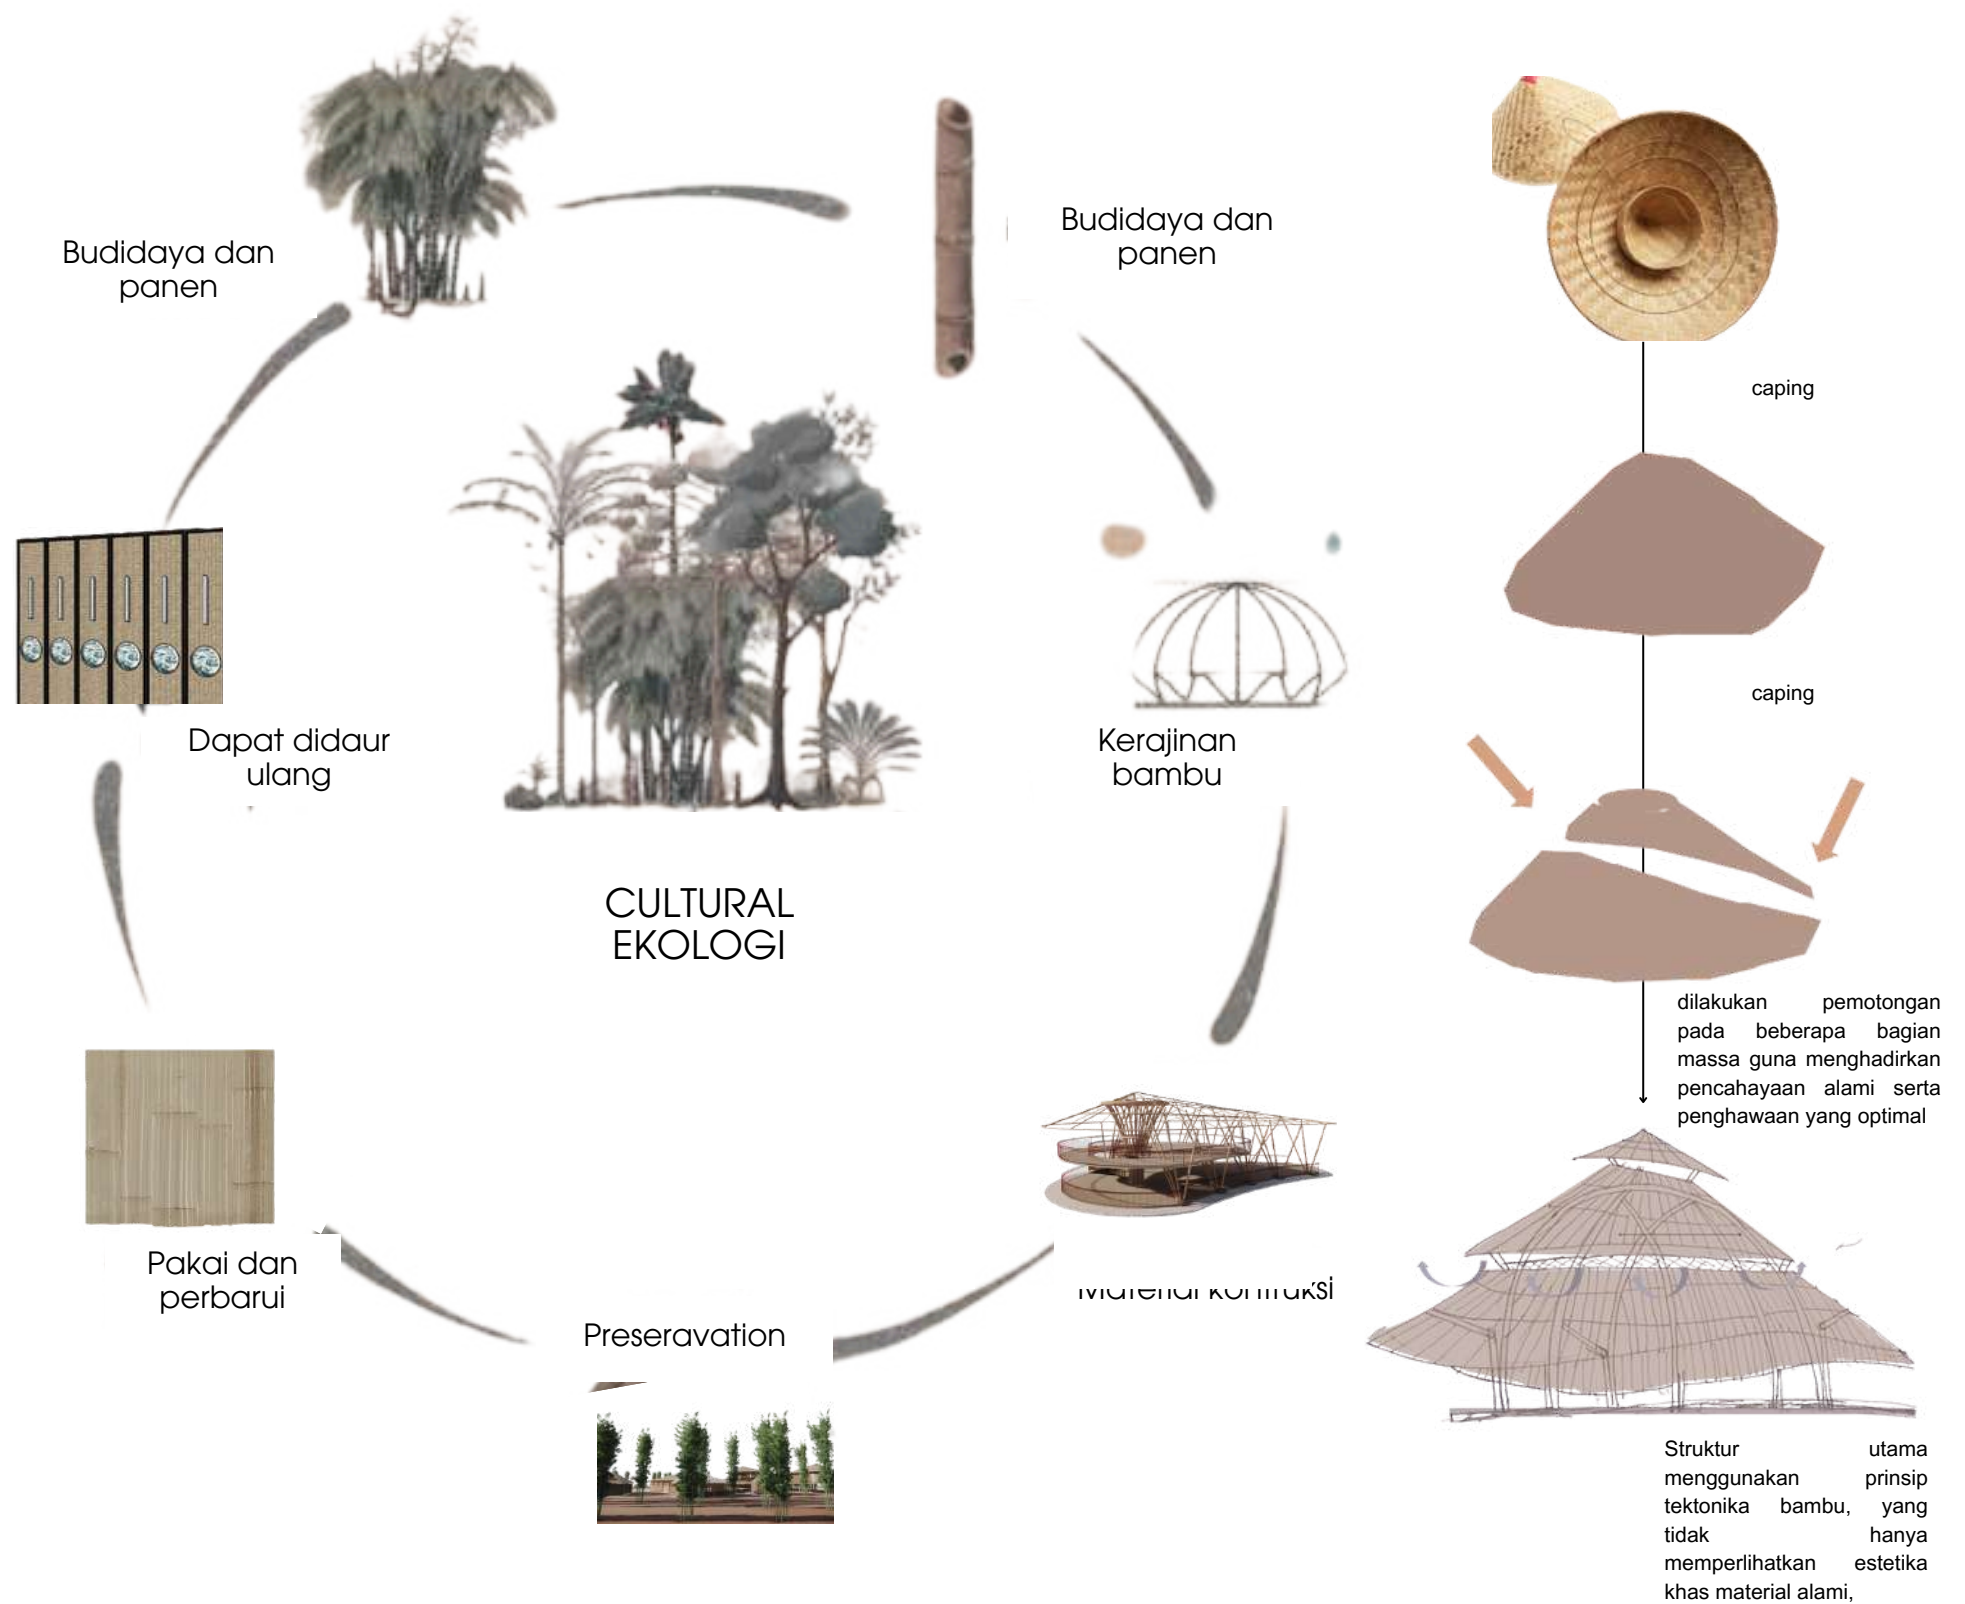 Budidaya dan
panen
Budidaya dan
panen
Dapat didaur
ulang
Kerajinan
bambu
CULTURAL
EKOLOGI
Pakai dan
perbarui
Preseravation
Material kontruksi
caping
caping
dilakukan pemotongan
pada beberapa bagian
massa guna menghadirkan
pencahayaan alami serta
penghawaan yang optimal
Struktur utama
menggunakan prinsip
tektonika bambu, yang
tidak hanya
memperlihatkan estetika
khas material alami,